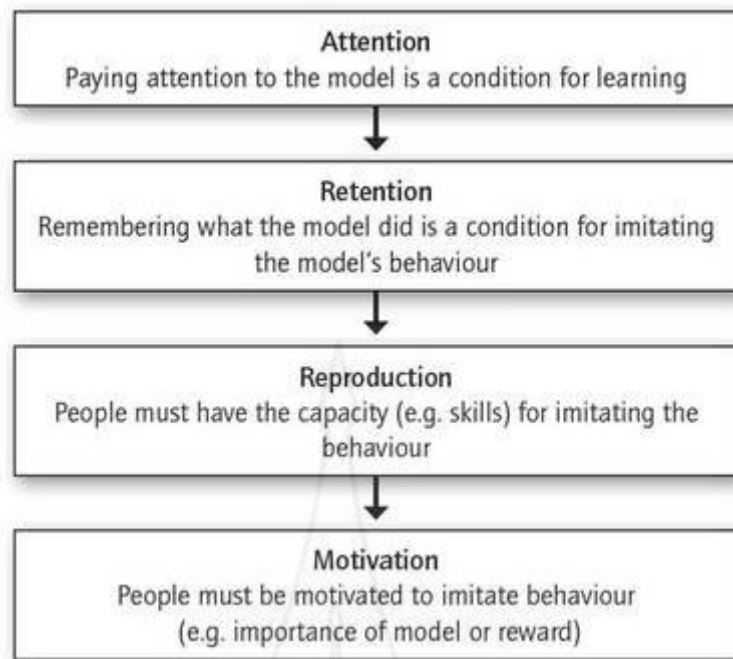 Attention
Paying attention to the model is a condition for learning
Retention
Remembering what the model did is a condition for imitating
the model's behaviour
Reproduction
People must have the capacity (e.g. skills) for imitating the
behaviour
Motivation
People must be motivated to imitate behaviour
(e.g. importance of model or reward)